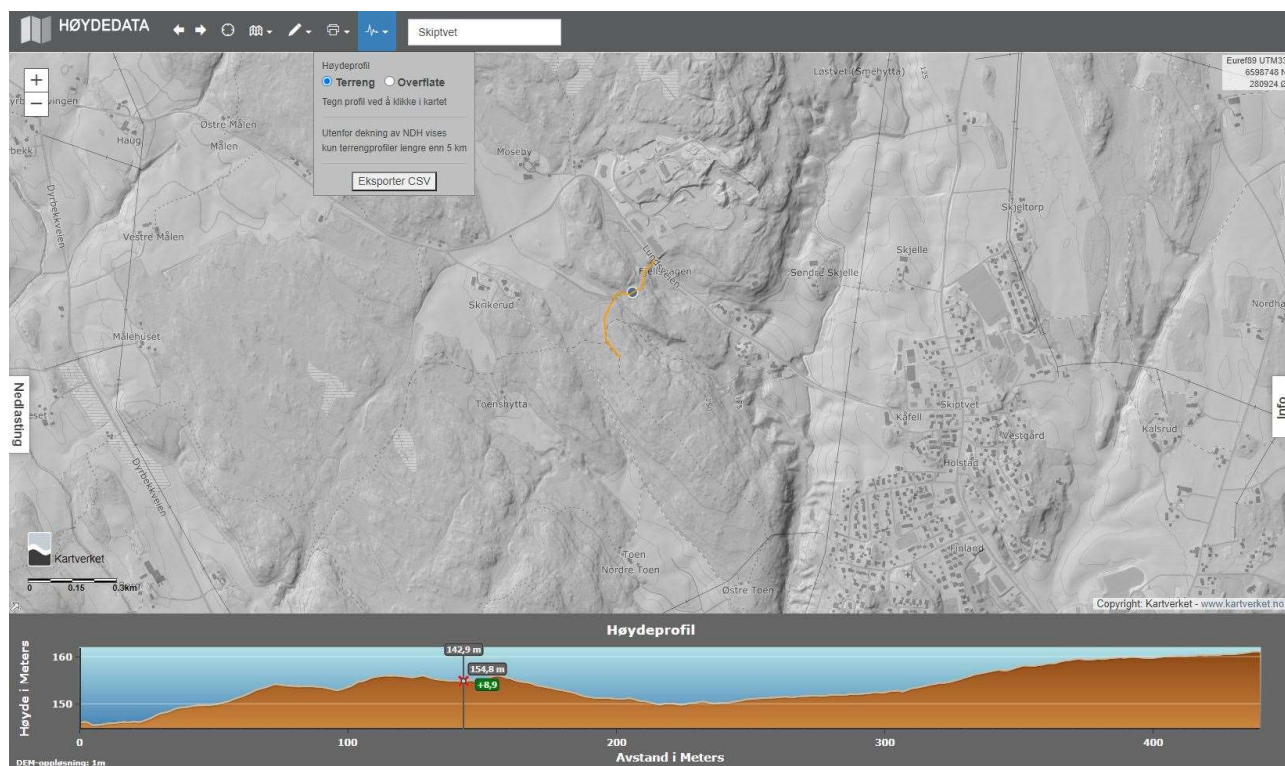 HØYDEDATA
Skiptvet
Høydeprofil
Terreng Overflate
Tegn profil ved å klikke i kartet
Utenfor dekning av NDH vises
kun terrengprofiler lengre enn 5 km
Eksporter CSV
+
−
Euref89 UTM33
6598748 N
280924 Ø
Løstvet (Smehytta)
125
Østre Målen
Haug
Målen
Moseby
Dyrbekkveien
Vestre Målen
Skjeltorp
Skjelle
Lundsveien
Fjellhagen
Søndre Skjelle
Skrikerud
Målehuset
Toenshytta
Nedlasting
Info
Skiptvet
Kåfell
Vestgård
Kalsrud
Holstad
Dyrbekkveien
Finland
Toen
Nordre Toen
Østre Toen
Kartverket
0 0.15 0.3km
Copyright: Kartverket - www.kartverket.no
Høydeprofil
Høyde i Meters
160
150
142,9 m
154,8 m
+8,9
0 100 200 300 400
Avstand i Meters
DEM-oppløsning: 1m